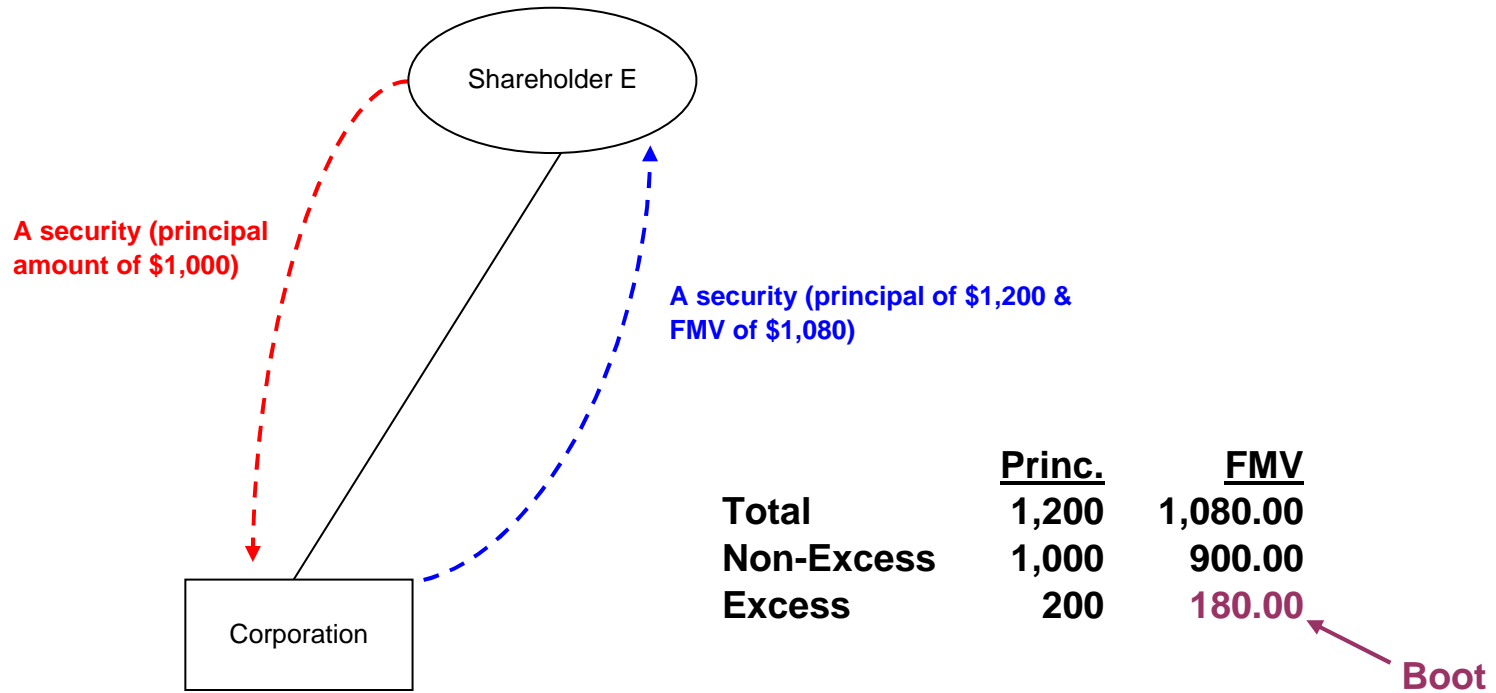 Shareholder E
A security (principal
amount of $1,000)
A security (principal of $1,200 &
FMV of $1,080)
Princ. FMV
Total 1,200 1,080.00
Non-Excess 1,000 900.00
Excess 200 180.00
Corporation
Boot